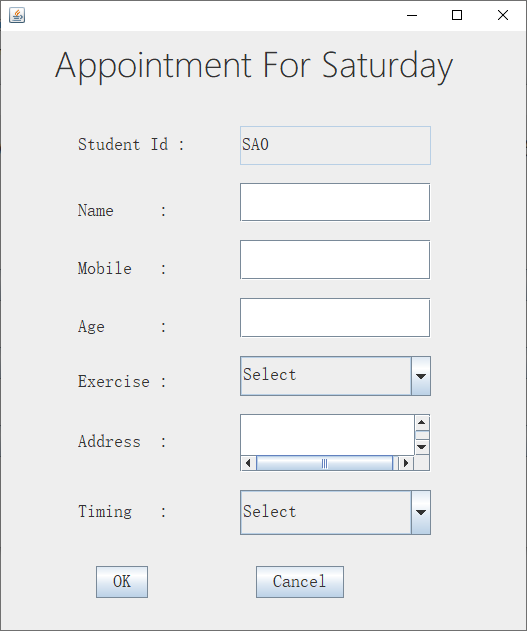 Appointment For Saturday
Student Id : SA0
Name :
Mobile :
Age :
Exercise : Select
Address :
Timing : Select
OK Cancel